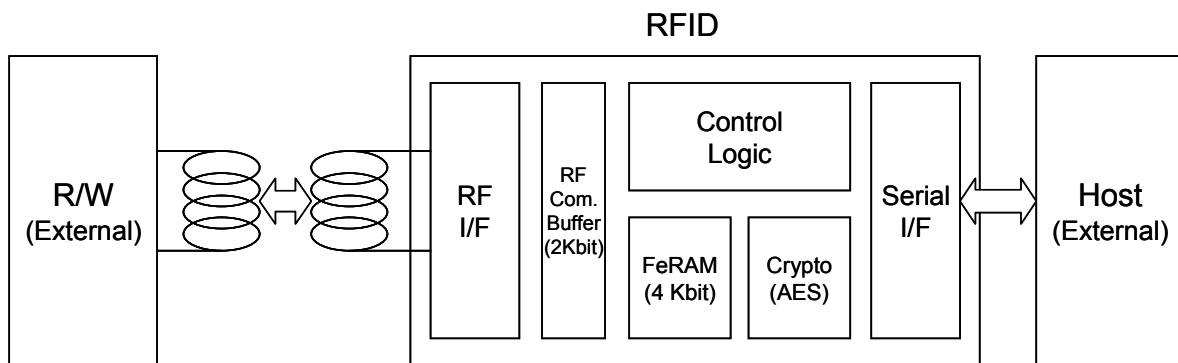 RFID
R/W
(External)
RF
I/F
RF
Com.
Buffer
(2Kbit)
Control
Logic
FeRAM
(4 Kbit)
Crypto
(AES)
Serial
I/F
Host
(External)